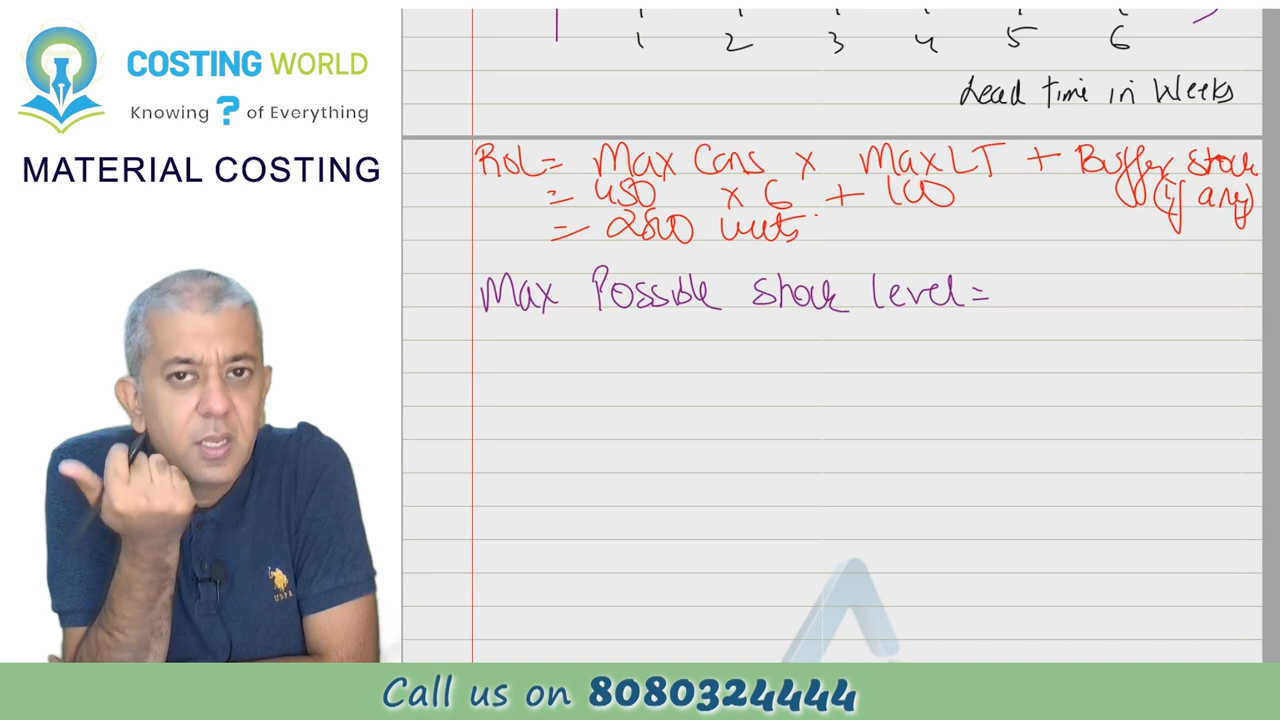 COSTING WORLD
Knowing ? of Everything
MATERIAL COSTING
1 2 3 4 5 6
Lead time in Weeks
ROL = Max Cons x Max LT + Buffer stock
= 450 x 6 + 100 (if any)
= 2800 units
Max Possible stock level =
USPA
Call us on 8080324444